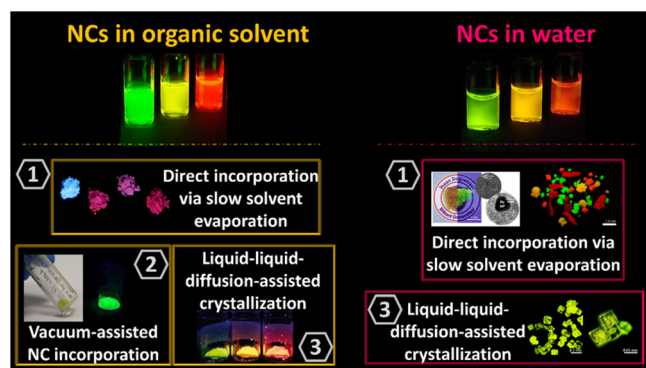 NCs in organic solvent
NCs in water
1
Direct incorporation
via slow solvent
evaporation
2
Vacuum-assisted
NC incorporation
Liquid-liquid-
diffusion-assisted
crystallization
3
1
Direct incorporation via
slow solvent evaporation
3
Liquid-liquid-
diffusion-assisted
crystallization